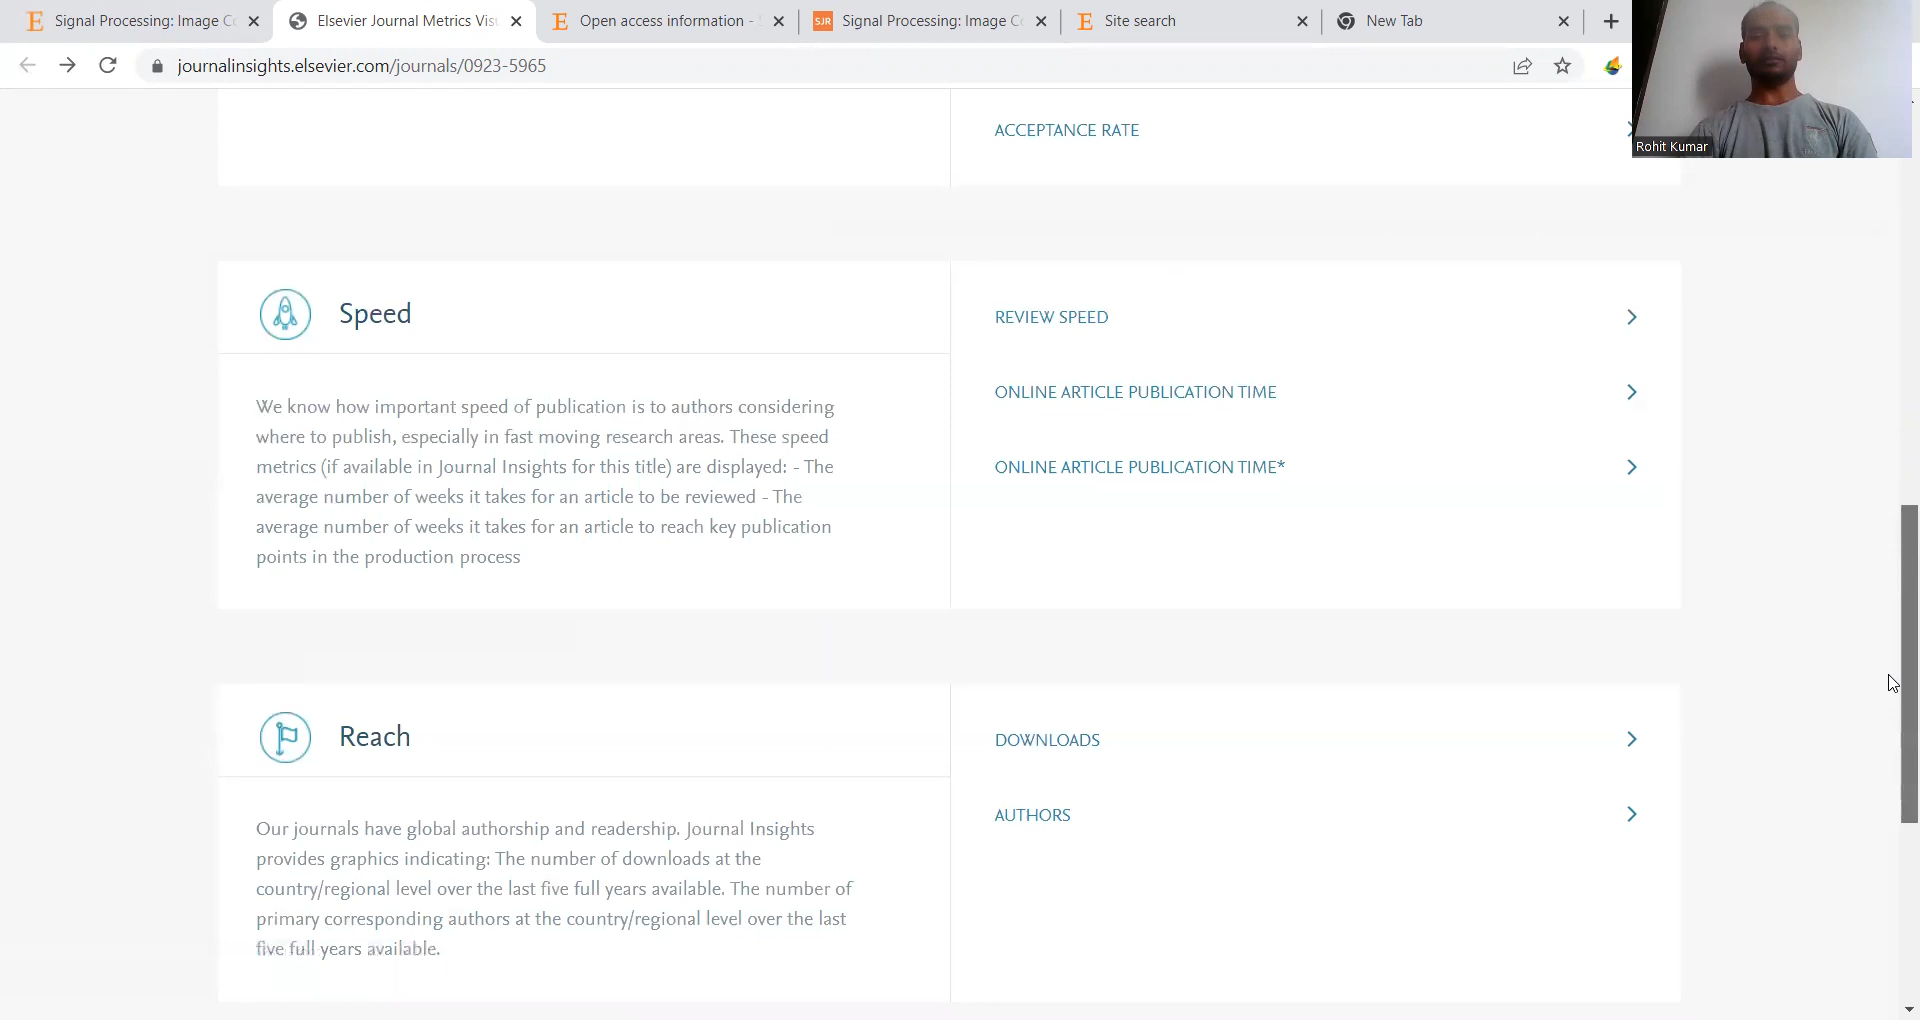 Signal Processing: Image Co
Elsevier Journal Metrics Visu
Open access information -
SJR Signal Processing: Image Co
Site search
New Tab
journalinsights.elsevier.com/journals/0923-5965
Rohit Kumar
ACCEPTANCE RATE
Speed
We know how important speed of publication is to authors considering
where to publish, especially in fast moving research areas. These speed
metrics (if available in Journal Insights for this title) are displayed: - The
average number of weeks it takes for an article to be reviewed - The
average number of weeks it takes for an article to reach key publication
points in the production process
REVIEW SPEED
ONLINE ARTICLE PUBLICATION TIME
ONLINE ARTICLE PUBLICATION TIME*
Reach
Our journals have global authorship and readership. Journal Insights
provides graphics indicating: The number of downloads at the
country/regional level over the last five full years available. The number of
primary corresponding authors at the country/regional level over the last
five full years available.
DOWNLOADS
AUTHORS